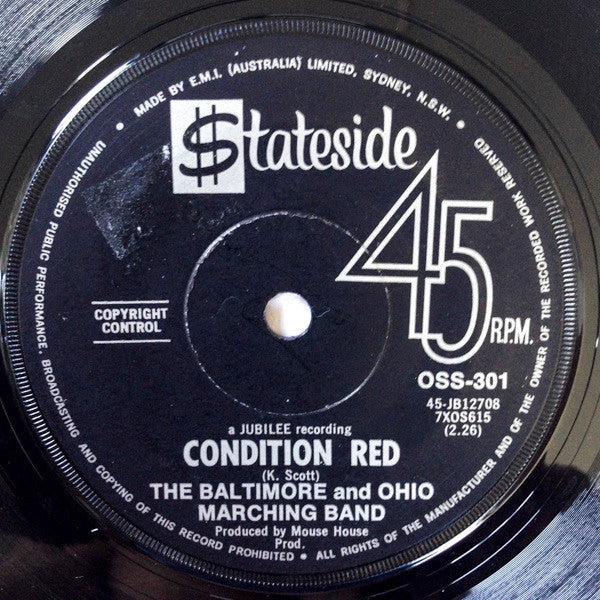 MADE BY E.M.I. (AUSTRALIA) LIMITED, SYDNEY, N.S.W. • UNAUTHORISED PUBLIC PERFORMANCE, BROADCASTING AND COPYING OF THIS RECORD PROHIBITED • ALL RIGHTS OF THE MANUFACTURER AND OF THE OWNER OF THE RECORDED WORK RESERVED •
$tateside
45
R.P.M.
COPYRIGHT
CONTROL
OSS-301
45-JB12708
7XOS615
(2.26)
a JUBILEE recording
CONDITION RED
(K. Scott)
THE BALTIMORE and OHIO
MARCHING BAND
Produced by Mouse House
Prod.